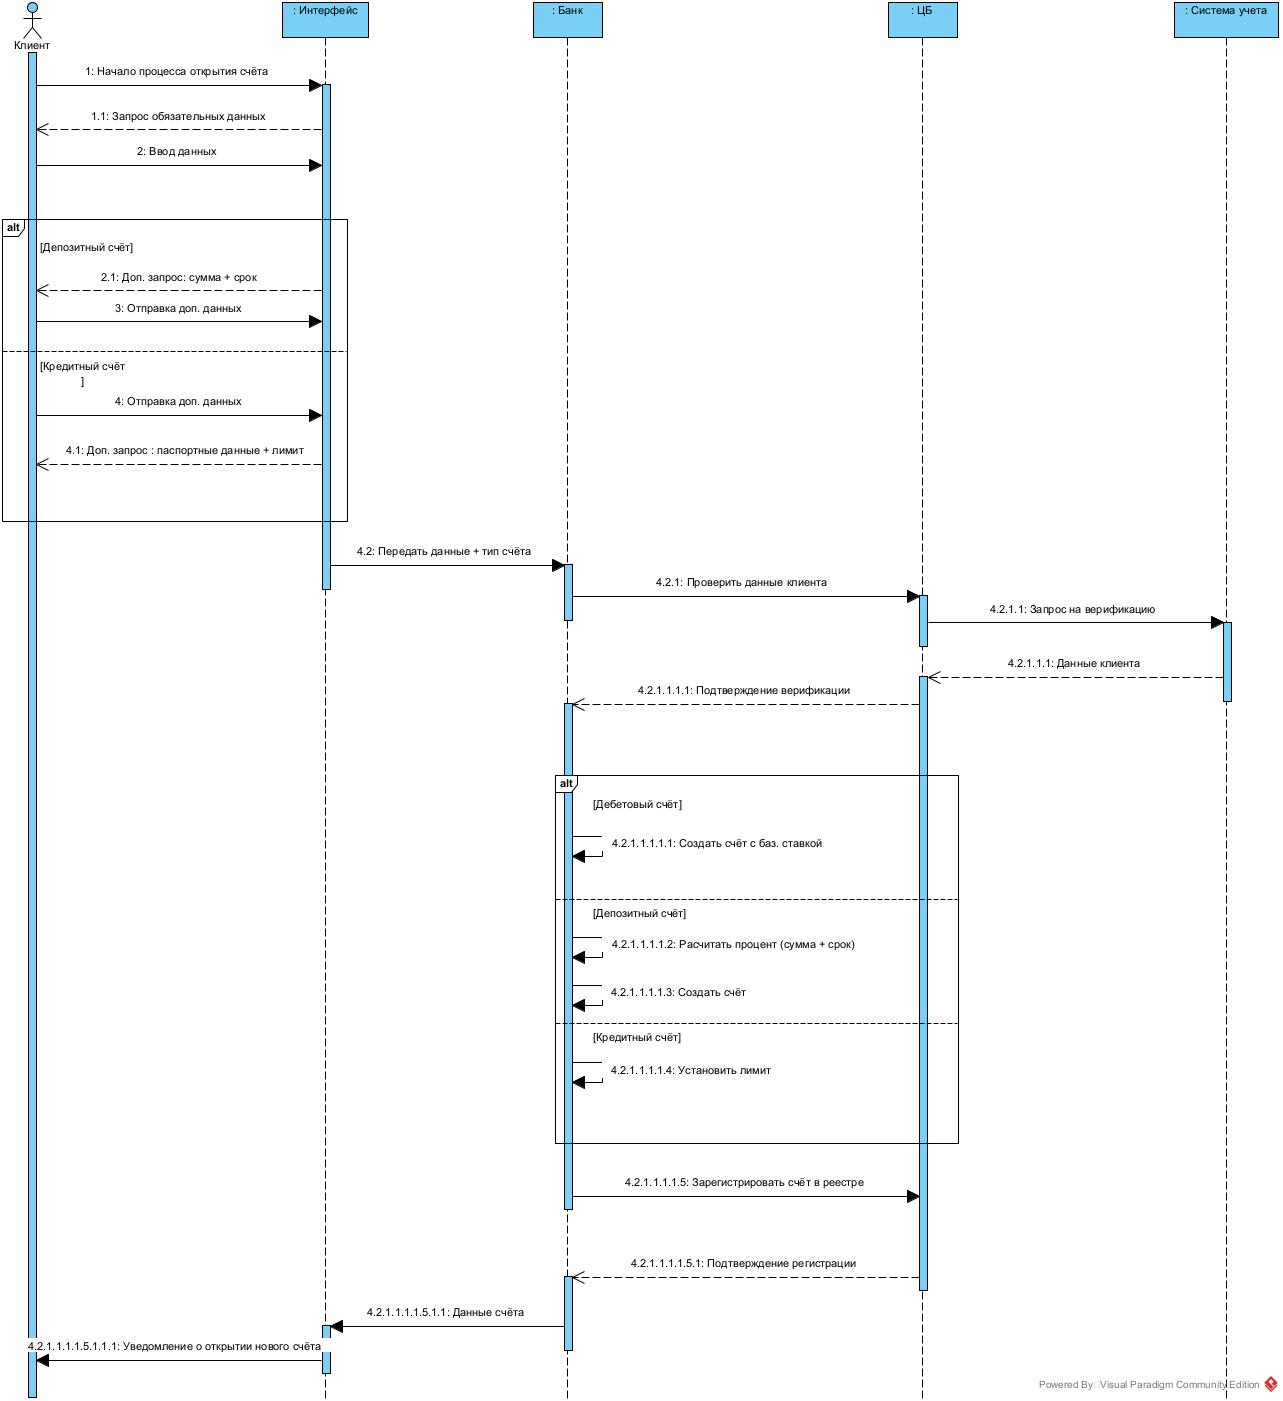 : Интерфейс
: Банк
: ЦБ
: Система учета
Клиент
1: Начало процесса открытия счёта
1.1: Запрос обязательных данных
2: Ввод данных
alt
[Депозитный счёт]
2.1: Доп. запрос: сумма + срок
3: Отправка доп. данных
[Кредитный счёт
]
4: Отправка доп. данных
4.1: Доп. запрос : паспортные данные + лимит
4.2: Передать данные + тип счёта
4.2.1: Проверить данные клиента
4.2.1.1: Запрос на верификацию
4.2.1.1.1: Данные клиента
4.2.1.1.1.1: Подтверждение верификации
alt
[Дебетовый счёт]
4.2.1.1.1.1.1: Создать счёт с баз. ставкой
[Депозитный счёт]
4.2.1.1.1.1.2: Расчитать процент (сумма + срок)
4.2.1.1.1.1.3: Создать счёт
[Кредитный счёт]
4.2.1.1.1.1.4: Установить лимит
4.2.1.1.1.1.5: Зарегистрировать счёт в реестре
4.2.1.1.1.1.5.1: Подтверждение регистрации
4.2.1.1.1.1.5.1.1: Данные счёта
4.2.1.1.1.1.5.1.1.1: Уведомление о открытии нового счёта
Powered By Visual Paradigm Community Edition